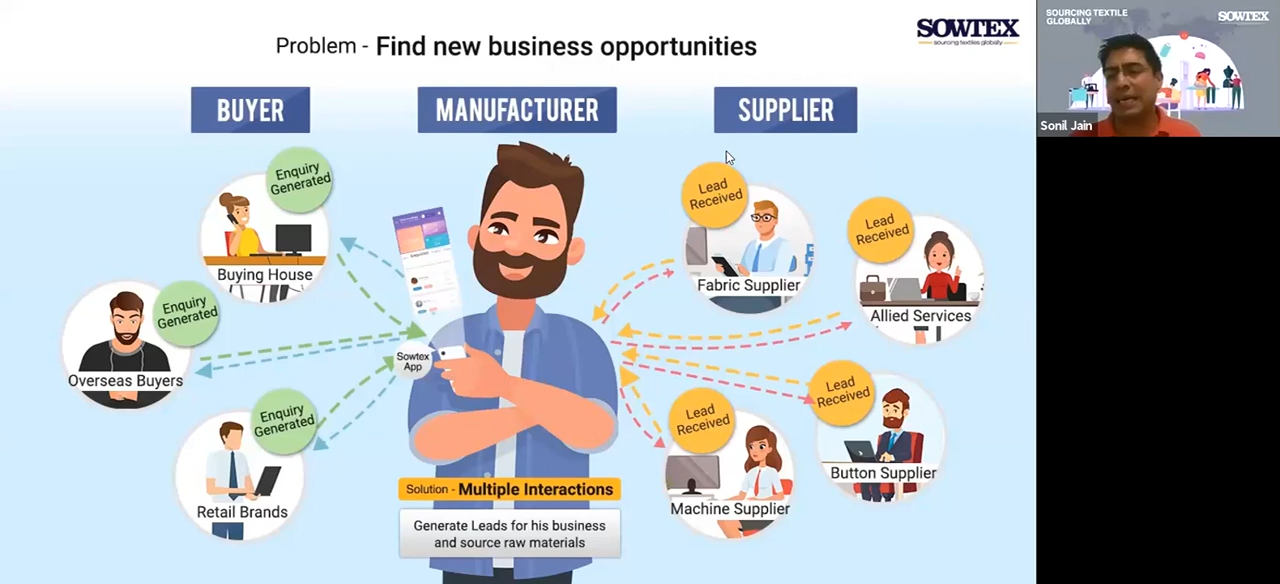 Problem - Find new business opportunities
SOWTEX
sourcing textiles globally
SOURCING TEXTILE
GLOBALLY
SOWTEX
Sonil Jain
BUYER
MANUFACTURER
SUPPLIER
Enquiry
Generated
Buying House
Enquiry
Generated
Overseas Buyers
Enquiry
Generated
Retail Brands
Sowtex
App
Lead
Received
Fabric Supplier
Lead
Received
Allied Services
Lead
Received
Button Supplier
Lead
Received
Machine Supplier
Solution - Multiple Interactions
Generate Leads for his business
and source raw materials